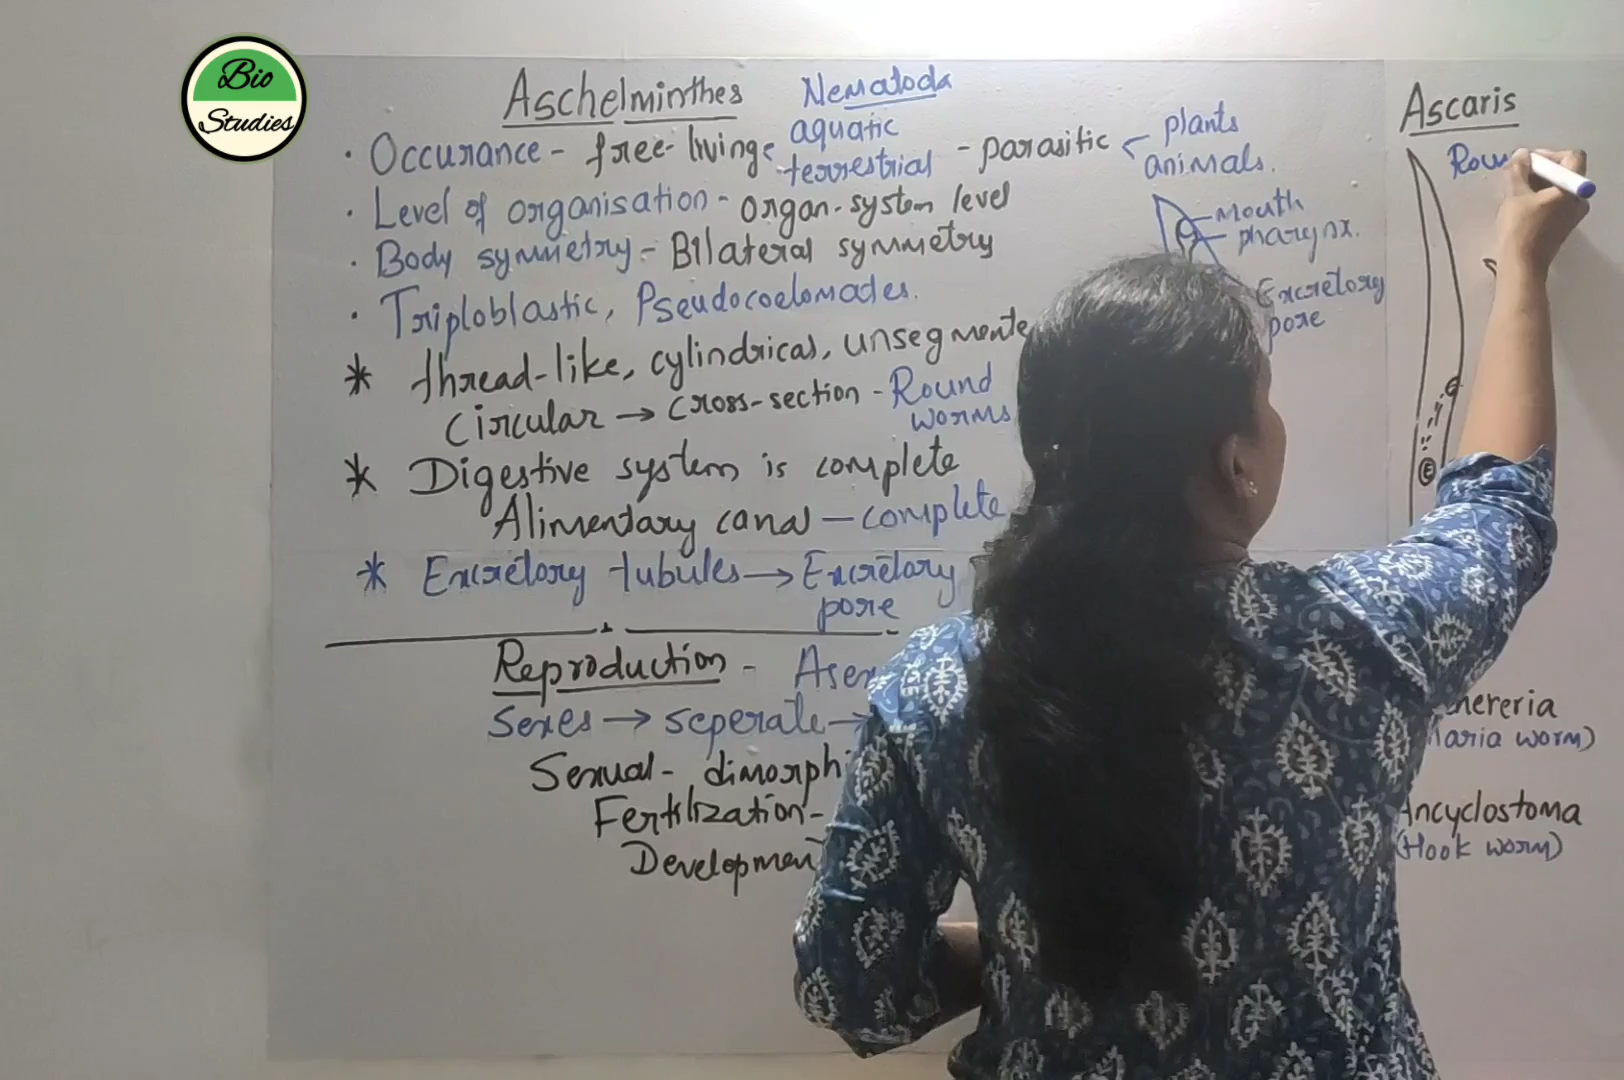 Bio
Studies
Aschelminthes Nematoda
• Occurance - free-living < aquatic terrestrial - parasitic < plants animals.
• Level of organisation - organ-system level
• Body symmetry - Bilateral symmetry
• Triploblastic, Pseudocoelomades.
* thread-like, cylindrical, unsegmente
Circular → cross-section - Round worms
* Digestive system is complete
Alimentary canal - complete
* Excretory tubules → Excretory pore
Reproduction - Asex
Sexes → seperate →
Sexual - dimorphi
Fertilization -
Development
Mouth
pharynx.
Excretory
pore
Ascaris
Rou
E
hereria
laria worm)
Ancyclostoma
(Hook worm)